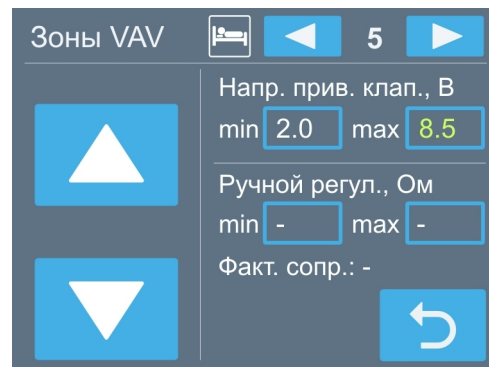 Зоны VAV 5
Напр. прив. клап., В
min 2.0 max 8.5
Ручной регул., Ом
min - max -
Факт. сопр.: -